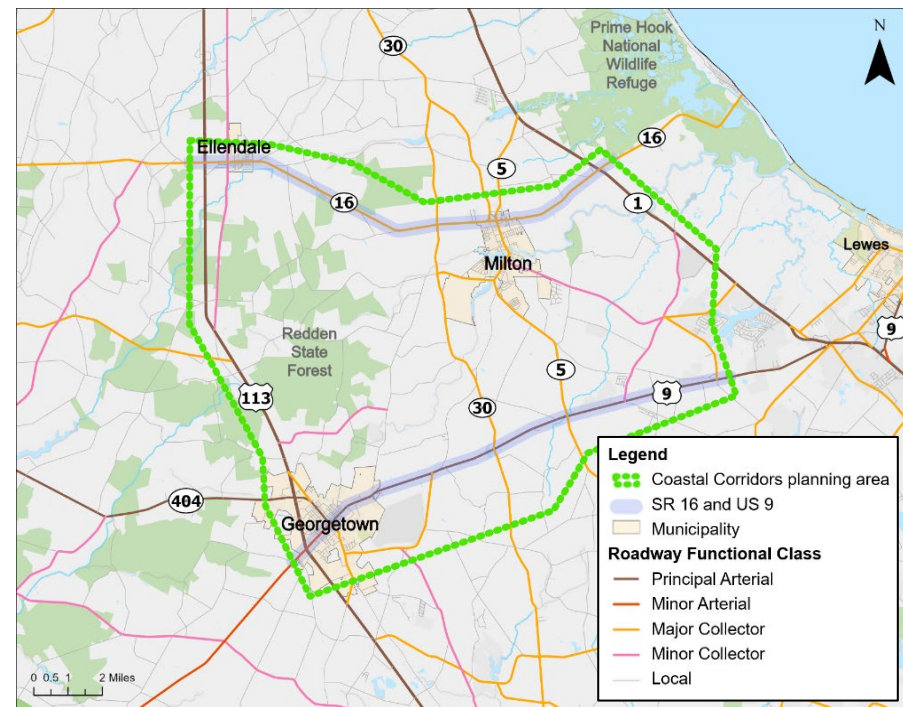 N
30
Prime Hook
National
Wildlife
Refuge
16
Ellendale
5
16
1
Lewes
Milton
9
Redden
State
Forest
5
9
113
30
404
Georgetown
Legend
Coastal Corridors planning area
SR 16 and US 9
Municipality
Roadway Functional Class
Principal Arterial
Minor Arterial
Major Collector
Minor Collector
Local
0 0.5 1 2 Miles